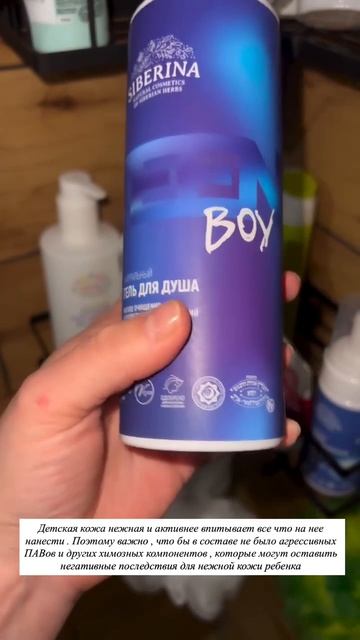 SIBERINA
NATURAL COSMETICS
OF SIBERIAN HERBS
BOY
ГЕЛЬ ДЛЯ ДУША
Детская кожа нежная и активнее впитывает все что на нее
нанести . Поэтому важно , что бы в составе не было агрессивных
ПАВов и других химозных компонентов , которые могут оставить
негативные последствия для нежной кожи ребенка